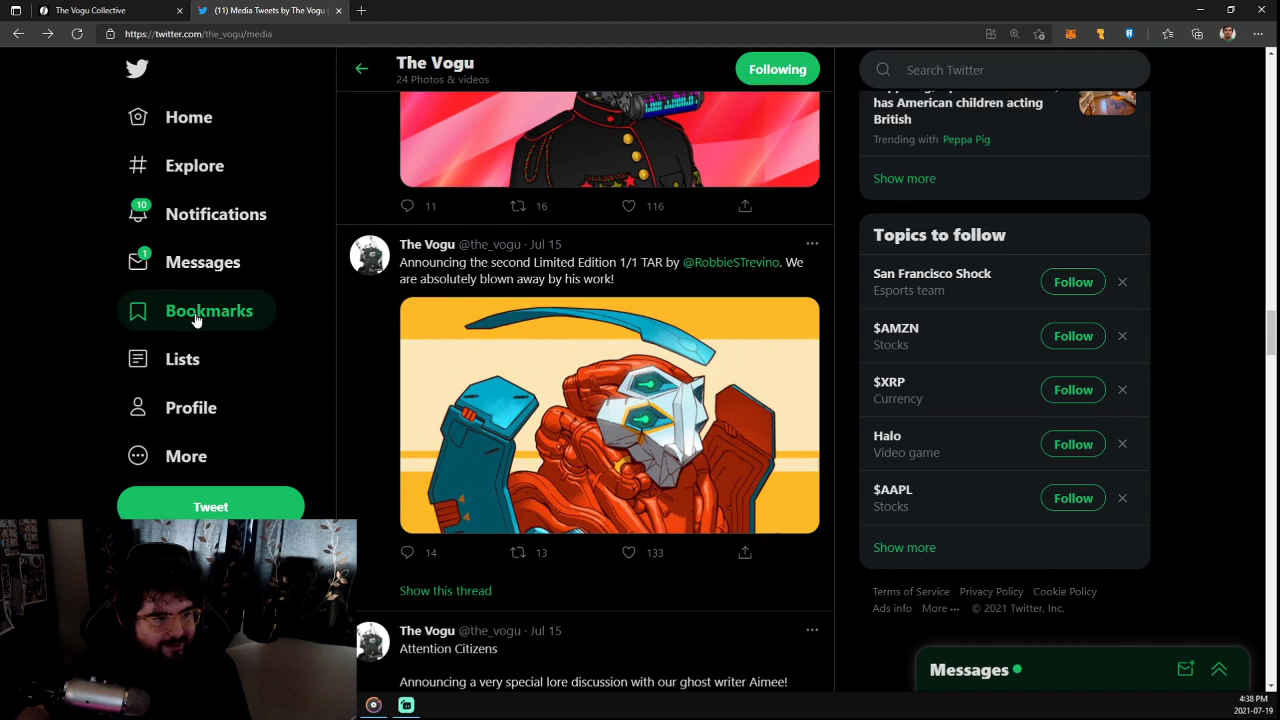 The Vogu Collective
(11) Media Tweets by The Vogu (
https://twitter.com/the_vogu/media
Home
Explore
10
Notifications
1
Messages
Bookmarks
Lists
Profile
More
Tweet
The Vogu
24 Photos & videos
Following
11 16 116
The Vogu @the_vogu · Jul 15
Announcing the second Limited Edition 1/1 TAR by @RobbieSTrevino. We
are absolutely blown away by his work!
14 13 133
Show this thread
The Vogu @the_vogu · Jul 15
Attention Citizens
Announcing a very special lore discussion with our ghost writer Aimee!
Search Twitter
has American children acting
British
Trending with Peppa Pig
Show more
Topics to follow
San Francisco Shock
Esports team
Follow
$AMZN
Stocks
Follow
$XRP
Currency
Follow
Halo
Video game
Follow
$AAPL
Stocks
Follow
Show more
Terms of Service Privacy Policy Cookie Policy
Ads info More ··· © 2021 Twitter, Inc.
Messages
4:38 PM
2021-07-19